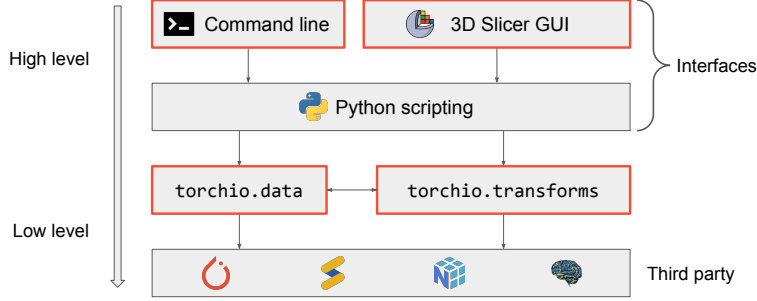 Command line
3D Slicer GUI
High level
Interfaces
Python scripting
torchio.data
torchio.transforms
Low level
Third party